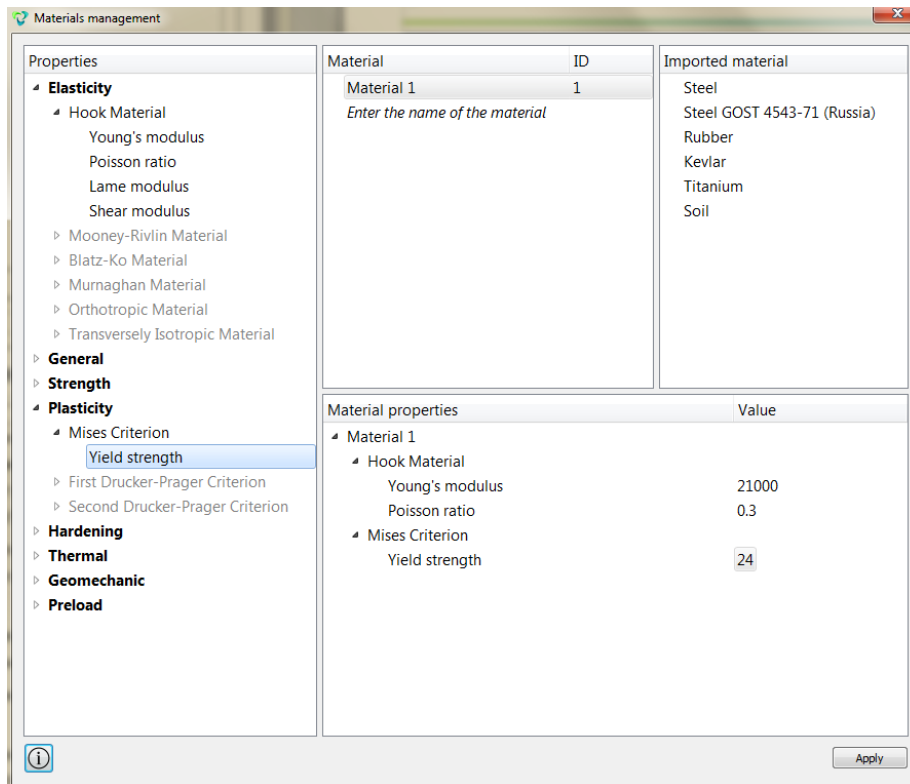 Materials management
Properties
Elasticity
Hook Material
Young's modulus
Poisson ratio
Lame modulus
Shear modulus
Mooney-Rivlin Material
Blatz-Ko Material
Murnaghan Material
Orthotropic Material
Transversely Isotropic Material
General
Strength
Plasticity
Mises Criterion
Yield strength
First Drucker-Prager Criterion
Second Drucker-Prager Criterion
Hardening
Thermal
Geomechanic
Preload
Material ID
Material 1 1
Enter the name of the material
Imported material
Steel
Steel GOST 4543-71 (Russia)
Rubber
Kevlar
Titanium
Soil
Material properties Value
Material 1
Hook Material
Young's modulus 21000
Poisson ratio 0.3
Mises Criterion
Yield strength 24
Apply